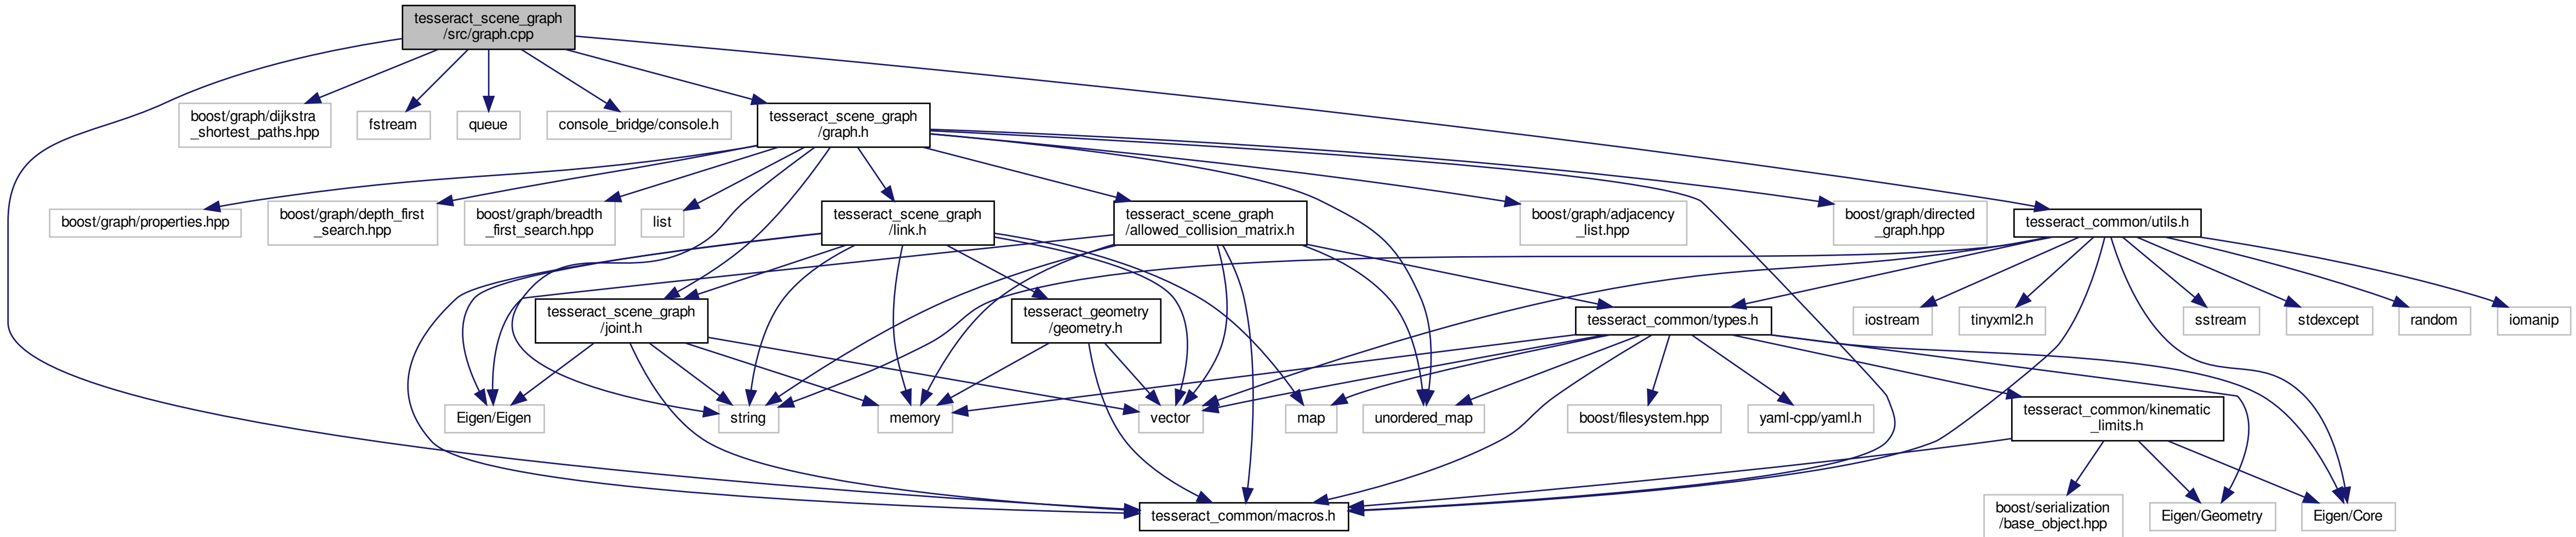 tesseract_scene_graph
/src/graph.cpp
boost/graph/dijkstra
_shortest_paths.hpp
fstream
queue
console_bridge/console.h
tesseract_scene_graph
/graph.h
boost/graph/properties.hpp
boost/graph/depth_first
_search.hpp
boost/graph/breadth
_first_search.hpp
list
tesseract_scene_graph
/link.h
tesseract_scene_graph
/allowed_collision_matrix.h
boost/graph/adjacency
_list.hpp
boost/graph/directed
_graph.hpp
tesseract_common/utils.h
tesseract_scene_graph
/joint.h
tesseract_geometry
/geometry.h
tesseract_common/types.h
iostream
tinyxml2.h
sstream
stdexcept
random
iomanip
Eigen/Eigen
string
memory
vector
map
unordered_map
boost/filesystem.hpp
yaml-cpp/yaml.h
tesseract_common/kinematic
_limits.h
tesseract_common/macros.h
boost/serialization
/base_object.hpp
Eigen/Geometry
Eigen/Core